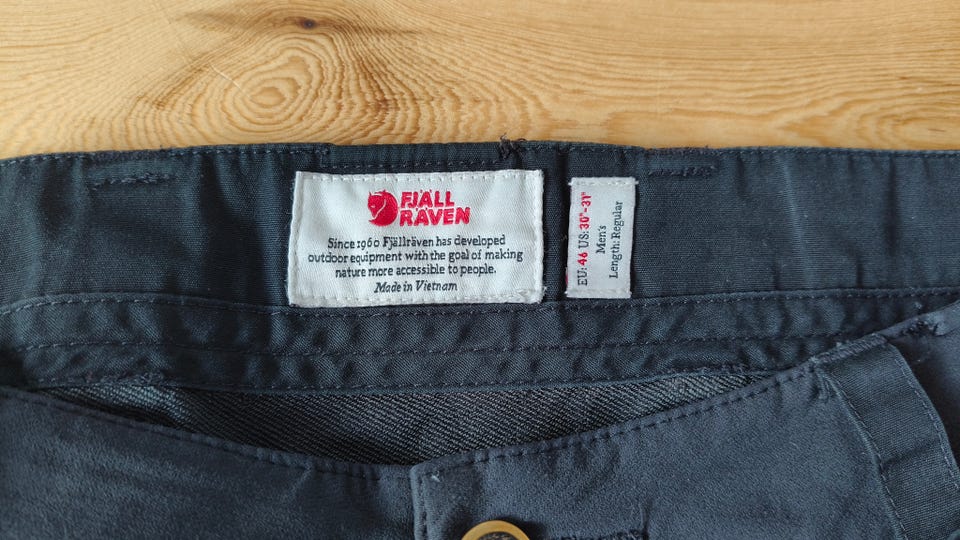 FJÄLL
RÄVEN
Since 1960 Fjällräven has developed
outdoor equipment with the goal of making
nature more accessible to people.
Made in Vietnam
EU: 46 US: 30"-31"
Men's
Length: Regular